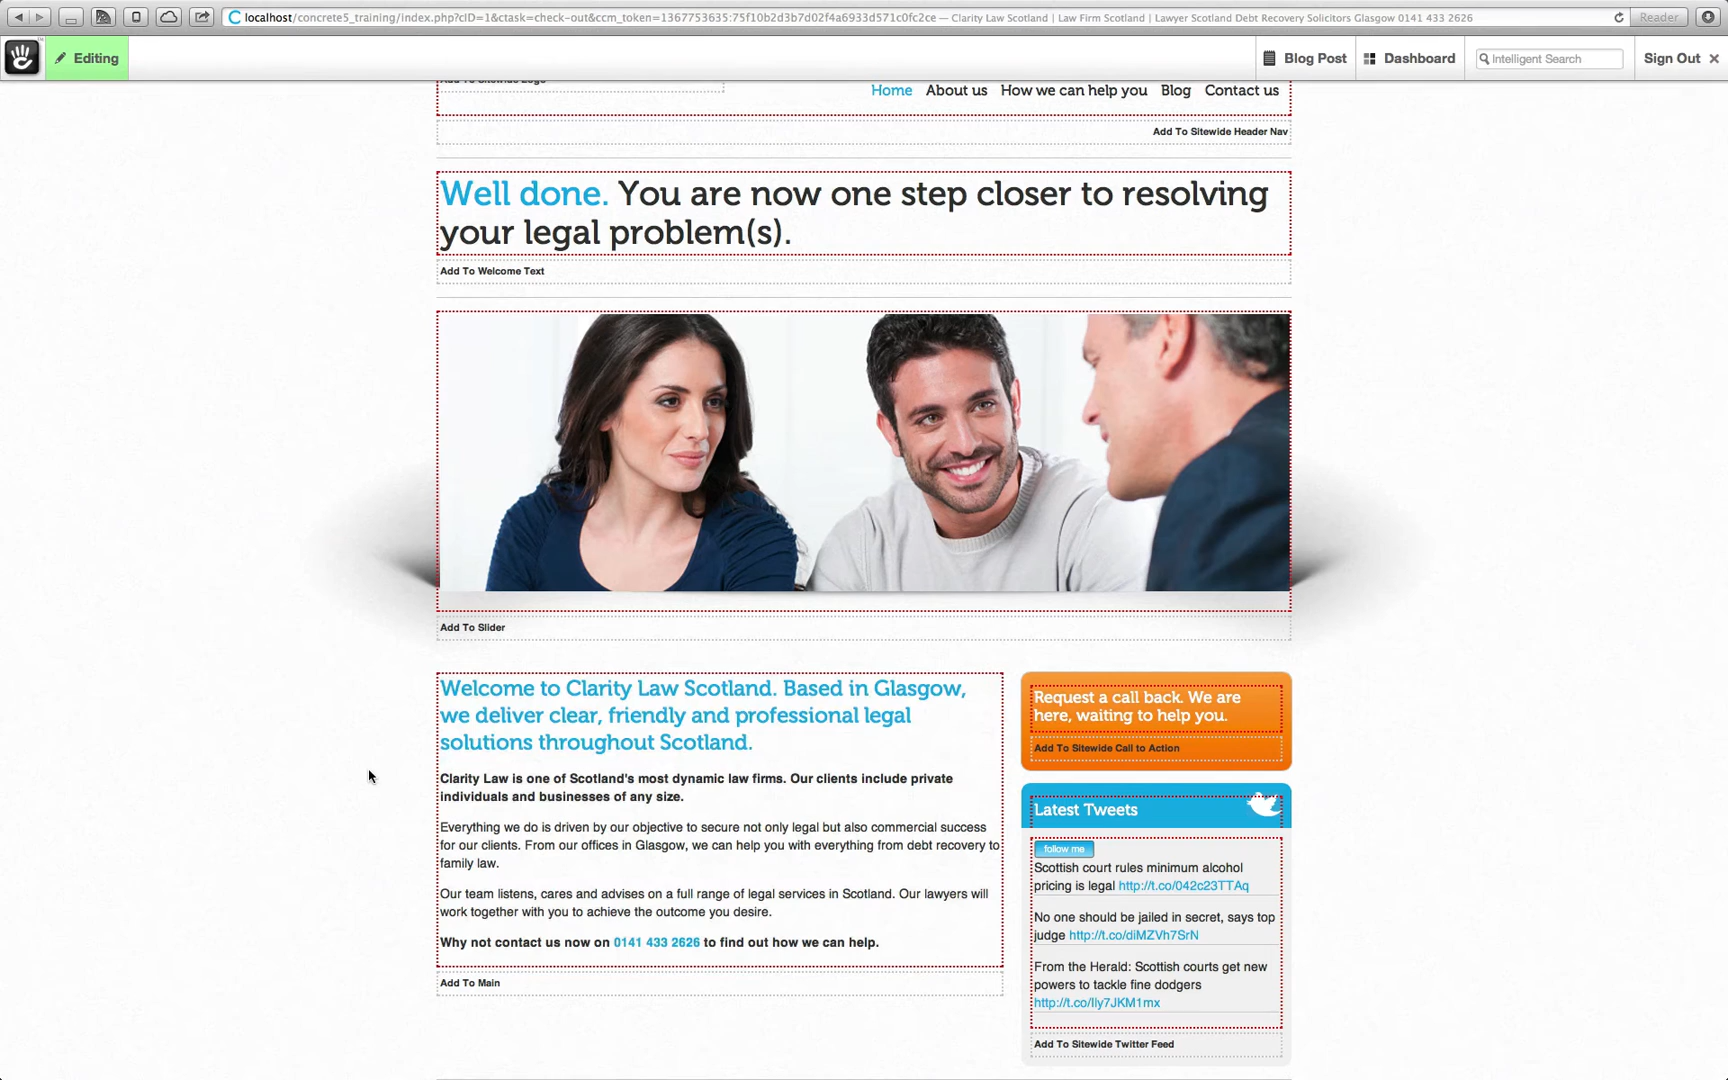 localhost/concrete5_training/index.php?cID=1&ctask=check-out&ccm_token=1367753635:75f10b2d3b7d02f4a6933d571c0fc2ce — Clarity Law Scotland | Law Firm Scotland | Lawyer Scotland Debt Recovery Solicitors Glasgow 0141 433 2626
Reader
Editing
Blog Post
Dashboard
Intelligent Search
Sign Out
Home About us How we can help you Blog Contact us
Add To Sitewide Header Nav
Well done. You are now one step closer to resolving
your legal problem(s).
Add To Welcome Text
Add To Slider
Welcome to Clarity Law Scotland. Based in Glasgow,
we deliver clear, friendly and professional legal
solutions throughout Scotland.
Clarity Law is one of Scotland's most dynamic law firms. Our clients include private
individuals and businesses of any size.
Everything we do is driven by our objective to secure not only legal but also commercial success
for our clients. From our offices in Glasgow, we can help you with everything from debt recovery to
family law.
Our team listens, cares and advises on a full range of legal services in Scotland. Our lawyers will
work together with you to achieve the outcome you desire.
Why not contact us now on 0141 433 2626 to find out how we can help.
Add To Main
Request a call back. We are
here, waiting to help you.
Add To Sitewide Call to Action
Latest Tweets
follow me
Scottish court rules minimum alcohol
pricing is legal http://t.co/042c23TTAq
No one should be jailed in secret, says top
judge http://t.co/diMZVh7SrN
From the Herald: Scottish courts get new
powers to tackle fine dodgers
http://t.co/Ily7JKM1mx
Add To Sitewide Twitter Feed